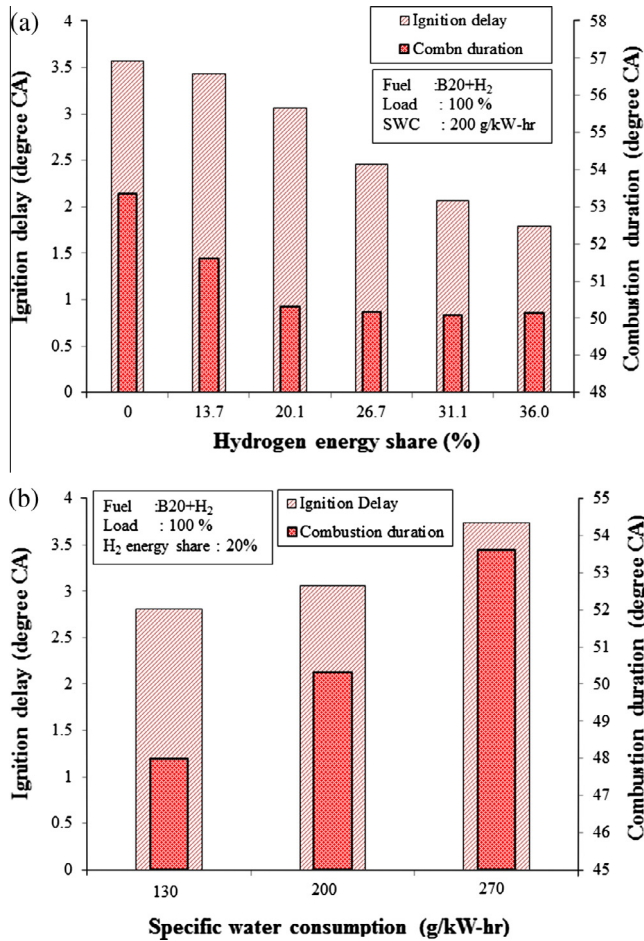 (a)
Ignition delay
Combn duration
Fuel :B20+H2
Load : 100 %
SWC : 200 g/kW-hr
Ignition delay (degree CA)
4
3.5
3
2.5
2
1.5
1
0.5
0
58
57
56
55
54
53
52
51
50
49
48
Combustion duration (degree CA)
0 13.7 20.1 26.7 31.1 36.0
Hydrogen energy share (%)
(b)
Fuel :B20+H2
Load : 100 %
H2 energy share : 20%
Ignition Delay
Combustion duration
Ignition delay (degree CA)
4
3.5
3
2.5
2
1.5
1
0.5
0
55
54
53
52
51
50
49
48
47
46
45
Combustion duration (degree CA)
130 200 270
Specific water consumption (g/kW-hr)